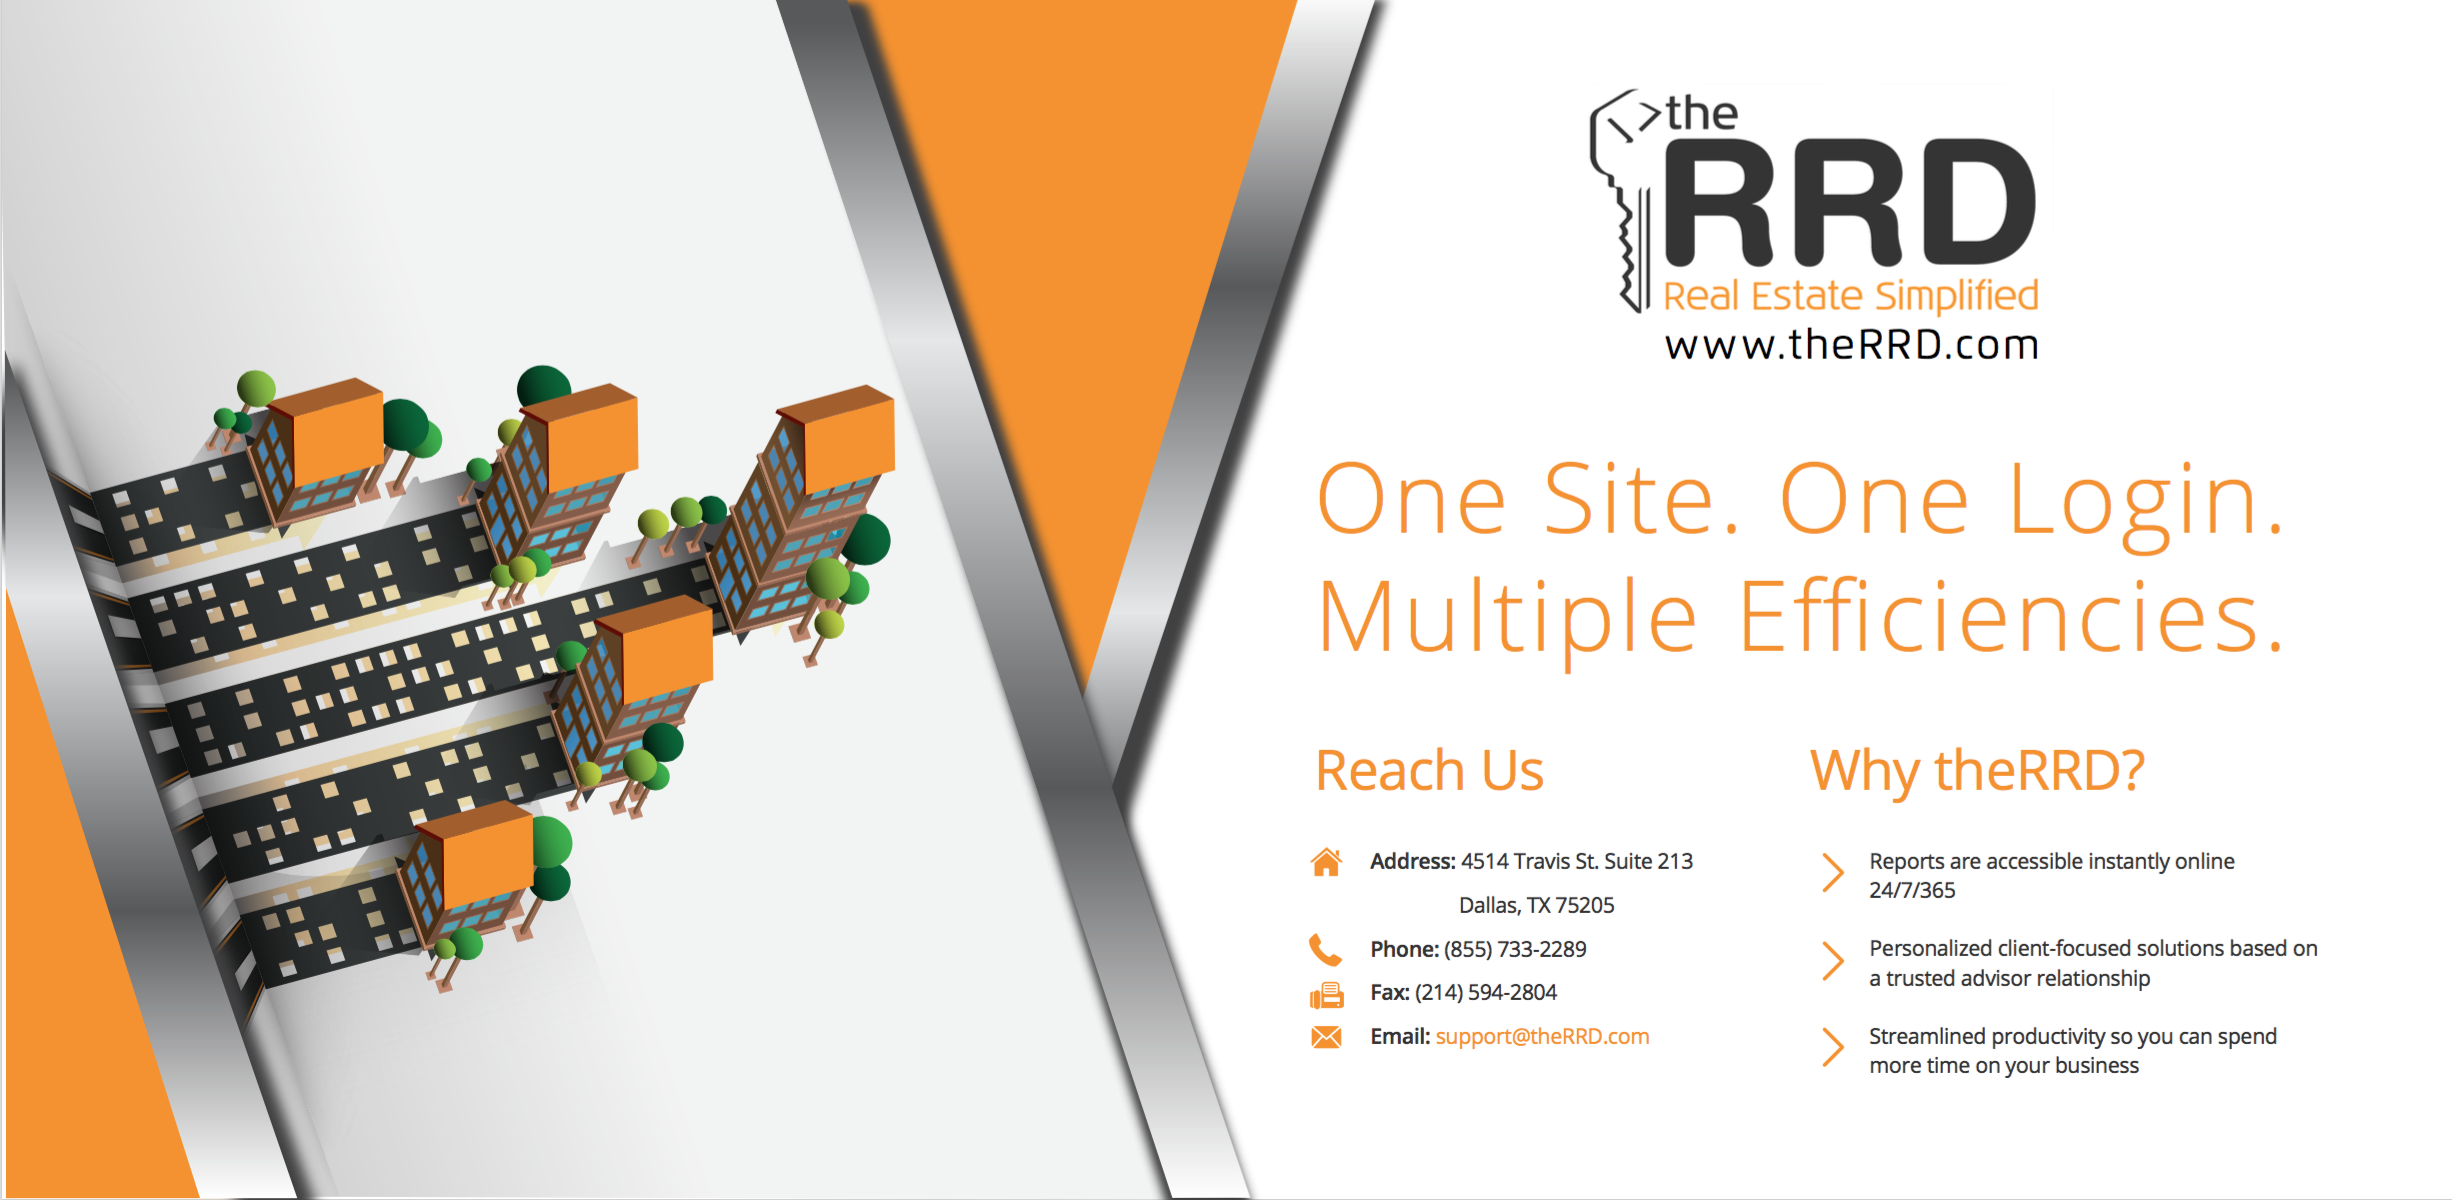 the
RRD
Real Estate Simplified
www.theRRD.com
One Site. One Login.
Multiple Efficiencies.
Reach Us
Address: 4514 Travis St. Suite 213
Dallas, TX 75205
Phone: (855) 733-2289
Fax: (214) 594-2804
Email: support@theRRD.com
Why theRRD?
Reports are accessible instantly online
24/7/365
Personalized client-focused solutions based on
a trusted advisor relationship
Streamlined productivity so you can spend
more time on your business